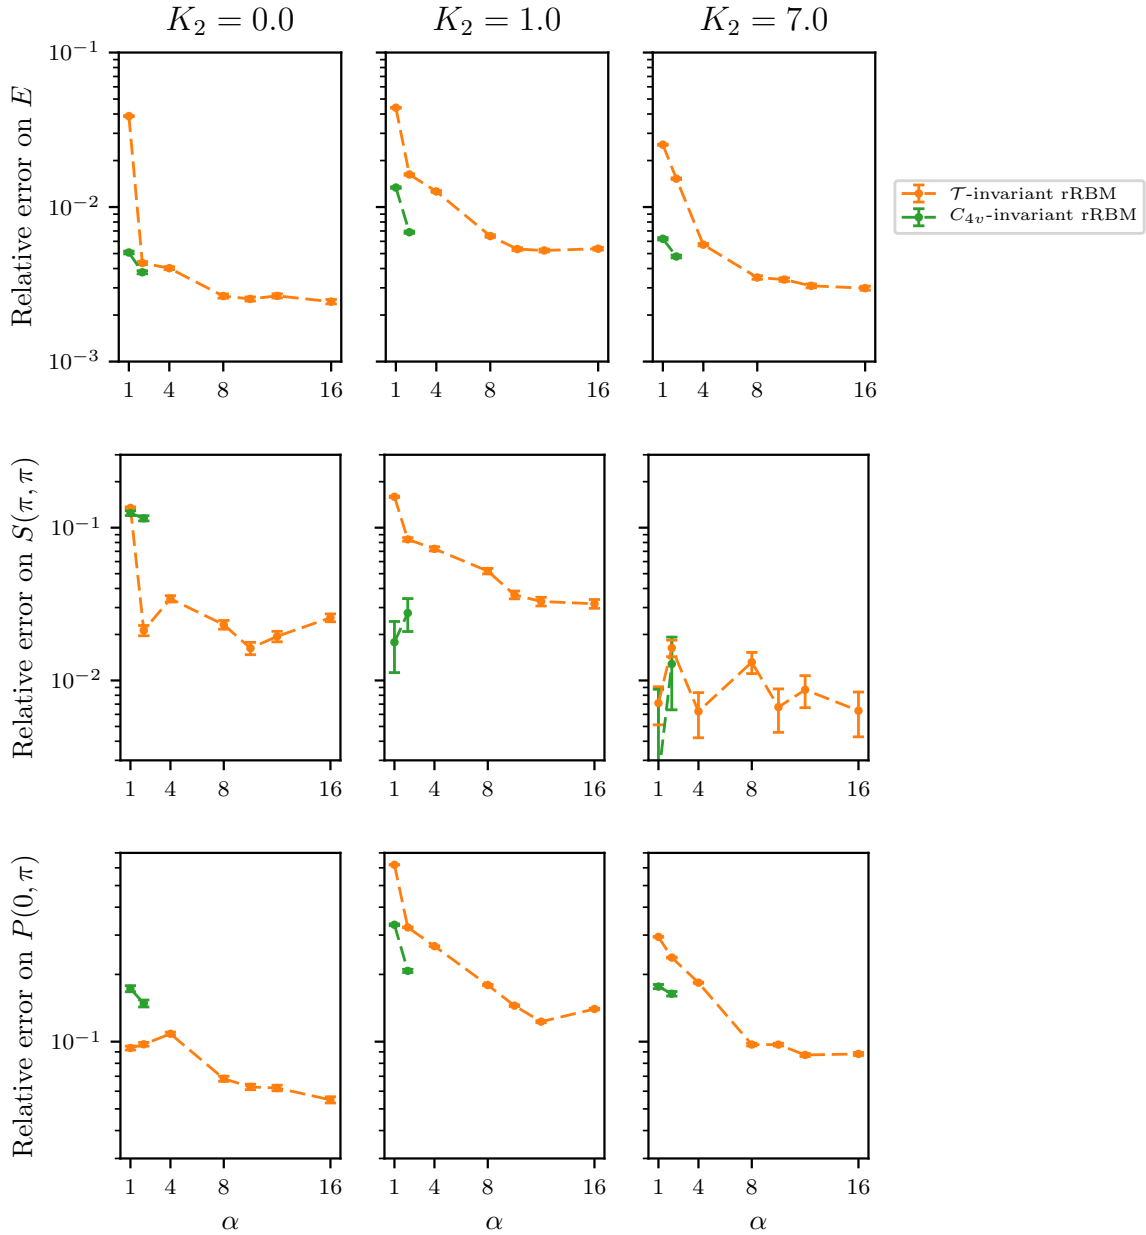 K₂ = 0.0 K₂ = 1.0 K₂ = 7.0
Relative error on E
10⁻¹
10⁻²
10⁻³
1 4 8 16
1 4 8 16
1 4 8 16
𝒯-invariant rRBM
C₄ᵥ-invariant rRBM
Relative error on S(π, π)
10⁻¹
10⁻²
1 4 8 16
1 4 8 16
1 4 8 16
Relative error on P(0, π)
10⁻¹
1 4 8 16
1 4 8 16
1 4 8 16
α α α